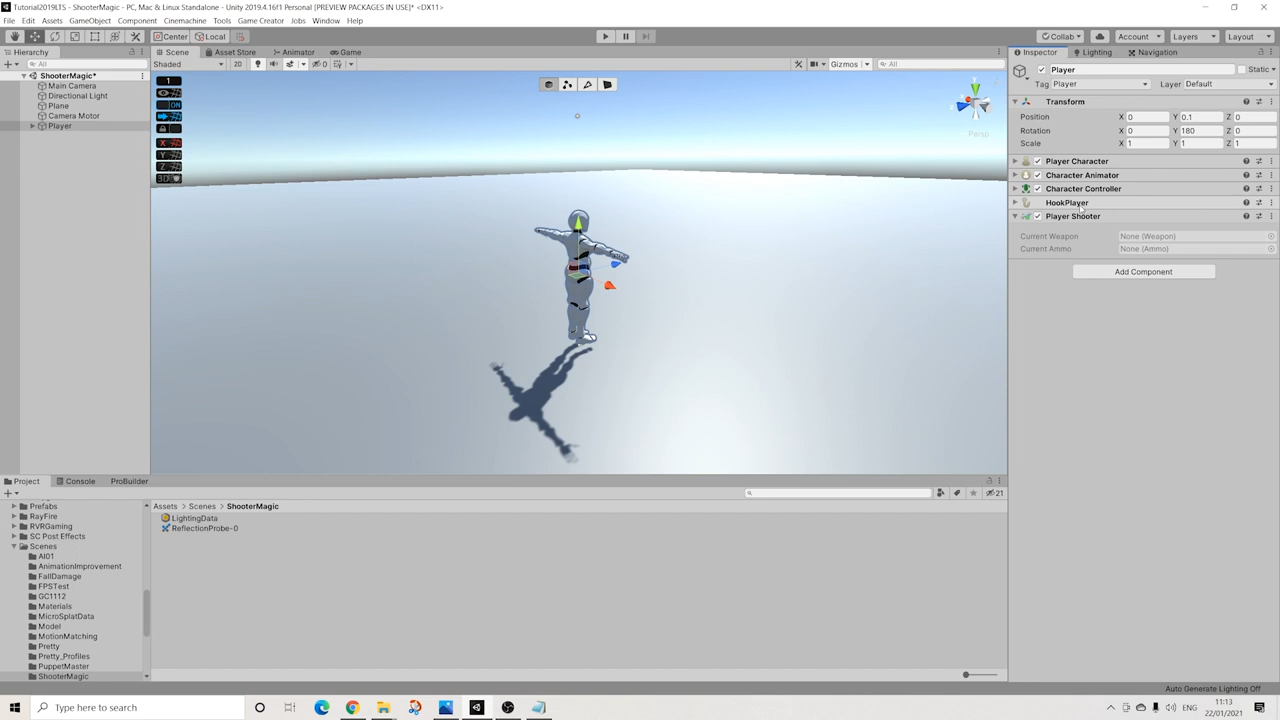 Tutorial2019LTS - ShooterMagic - PC, Mac & Linux Standalone - Unity 2019.4.16f1 Personal [PREVIEW PACKAGES IN USE]* <DX11>
File Edit Assets GameObject Component Cinemachine Tools Game Creator Jobs Window Help
Center Local Collab Account Layers Layout
Hierarchy Scene Asset Store Animator Game Inspector Lighting Navigation
All Shaded 2D 0 Gizmos All
Player Static
Tag Player Layer Default
ShooterMagic*
Main Camera
Directional Light
Plane
Camera Motor
Player
1
ON
X
Y
Z
3D
Persp
Transform
Position X 0 Y 0.1 Z 0
Rotation X 0 Y 180 Z 0
Scale X 1 Y 1 Z 1
Player Character
Character Animator
Character Controller
HookPlayer
Player Shooter
Current Weapon None (Weapon)
Current Ammo None (Ammo)
Add Component
Project Console ProBuilder
21
Prefabs
RayFire
RVRGaming
SC Post Effects
Scenes
AI01
AnimationImprovement
FallDamage
FPSTest
GC1112
Materials
MicroSplatData
Model
MotionMatching
Pretty
Pretty_Profiles
PuppetMaster
ShooterMagic
Assets Scenes ShooterMagic
LightingData
ReflectionProbe-0
Auto Generate Lighting Off
Type here to search
ENG
11:13
22/01/2021